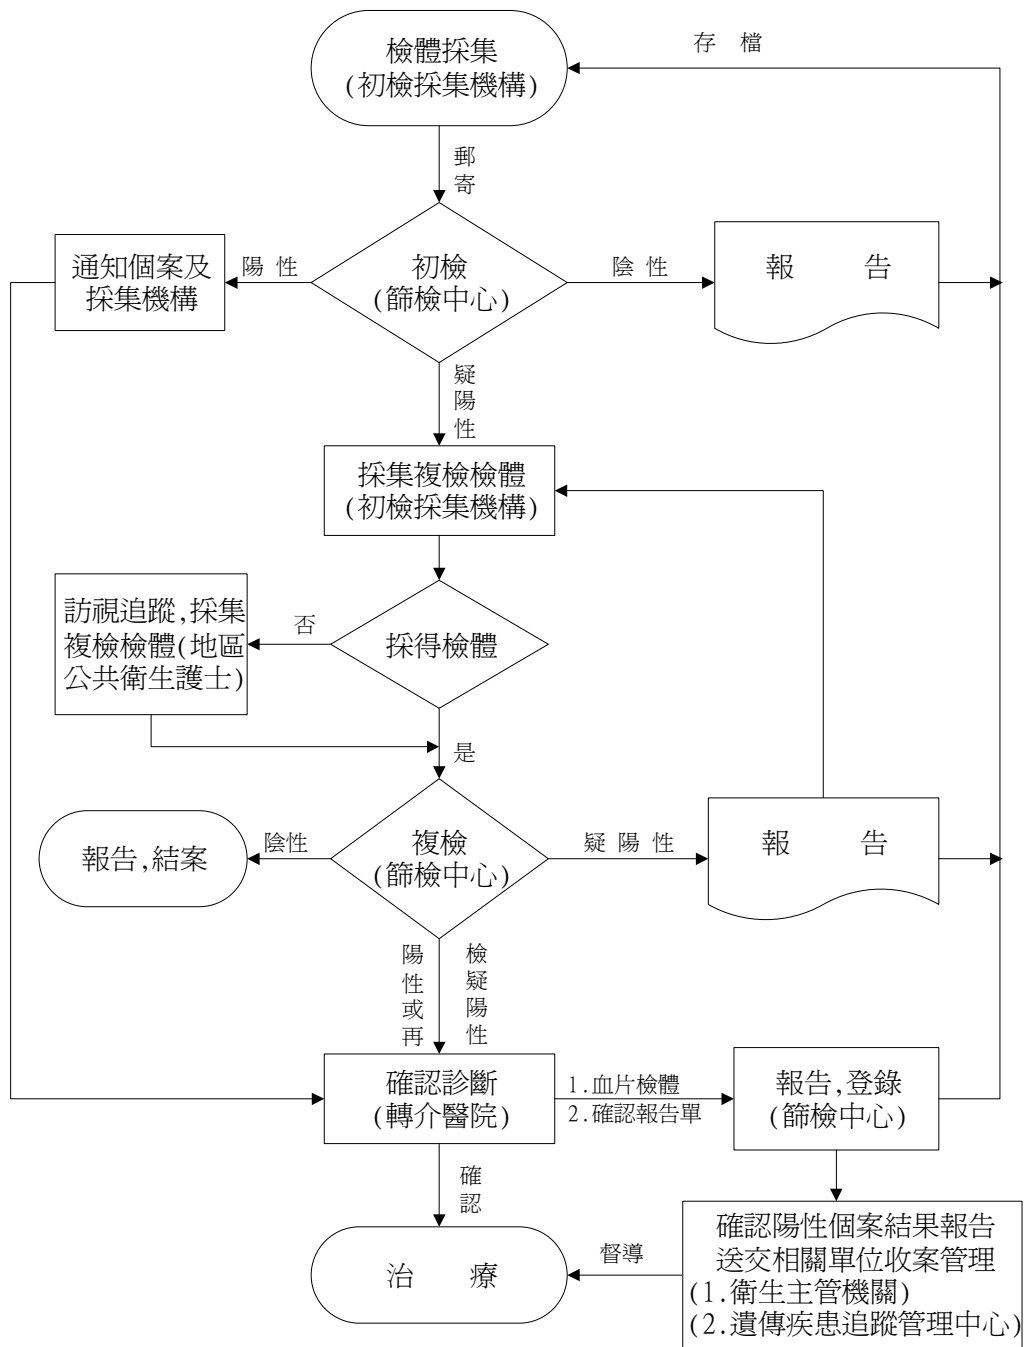 檢體採集
(初檢採集機構)
存 檔
郵寄
通知個案及
採集機構
陽 性
初檢
(篩檢中心)
陰 性
報 告
疑陽性
採集複檢檢體
(初檢採集機構)
訪視追蹤,採集
複檢檢體(地區
公共衛生護士)
否
採得檢體
是
報告,結案
陰性
複檢
(篩檢中心)
疑 陽 性
報 告
陽性或再
檢疑陽性
確認診斷
(轉介醫院)
1.血片檢體
2.確認報告單
報告,登錄
(篩檢中心)
確認
治 療
督導
確認陽性個案結果報告
送交相關單位收案管理
(1.衛生主管機關)
(2.遺傳疾患追蹤管理中心)